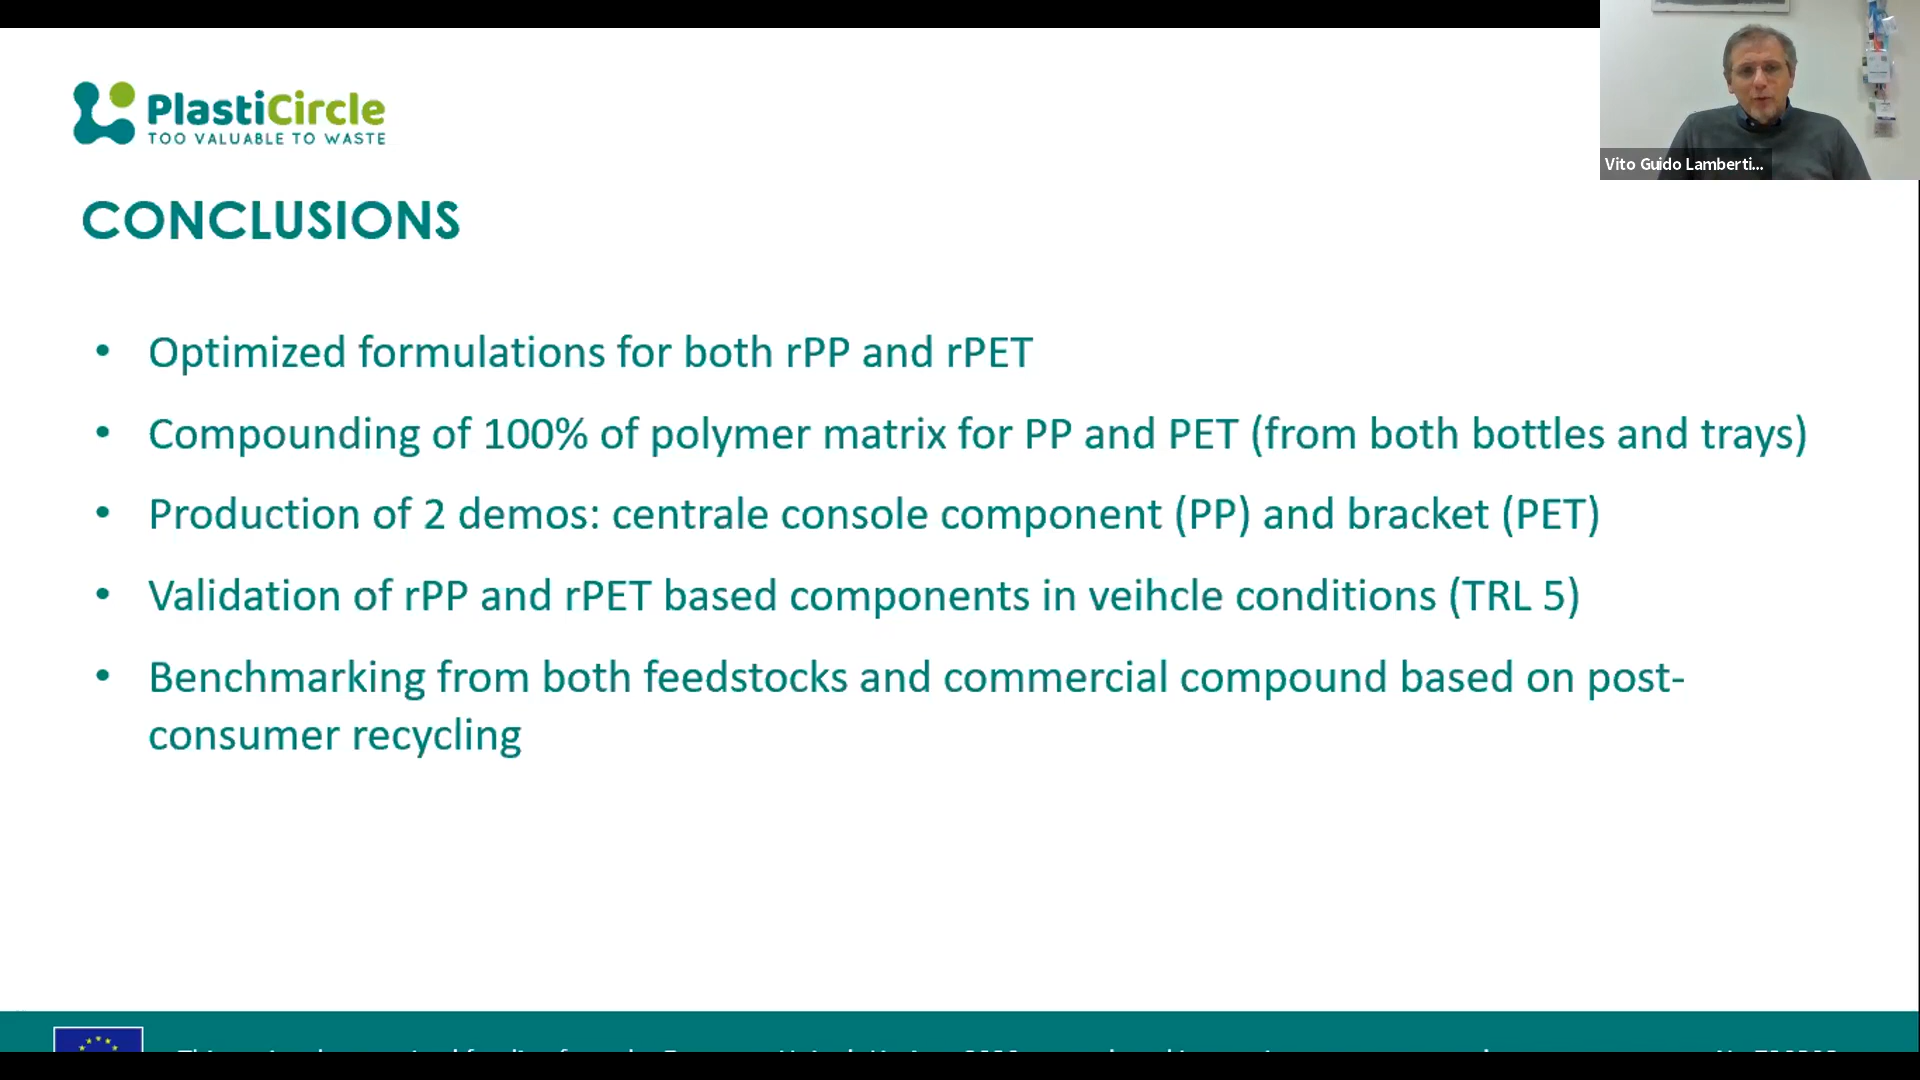 PlastiCircle
TOO VALUABLE TO WASTE
Vito Guido Lamberti...
CONCLUSIONS
• Optimized formulations for both rPP and rPET
• Compounding of 100% of polymer matrix for PP and PET (from both bottles and trays)
• Production of 2 demos: centrale console component (PP) and bracket (PET)
• Validation of rPP and rPET based components in veihcle conditions (TRL 5)
• Benchmarking from both feedstocks and commercial compound based on post-
consumer recycling